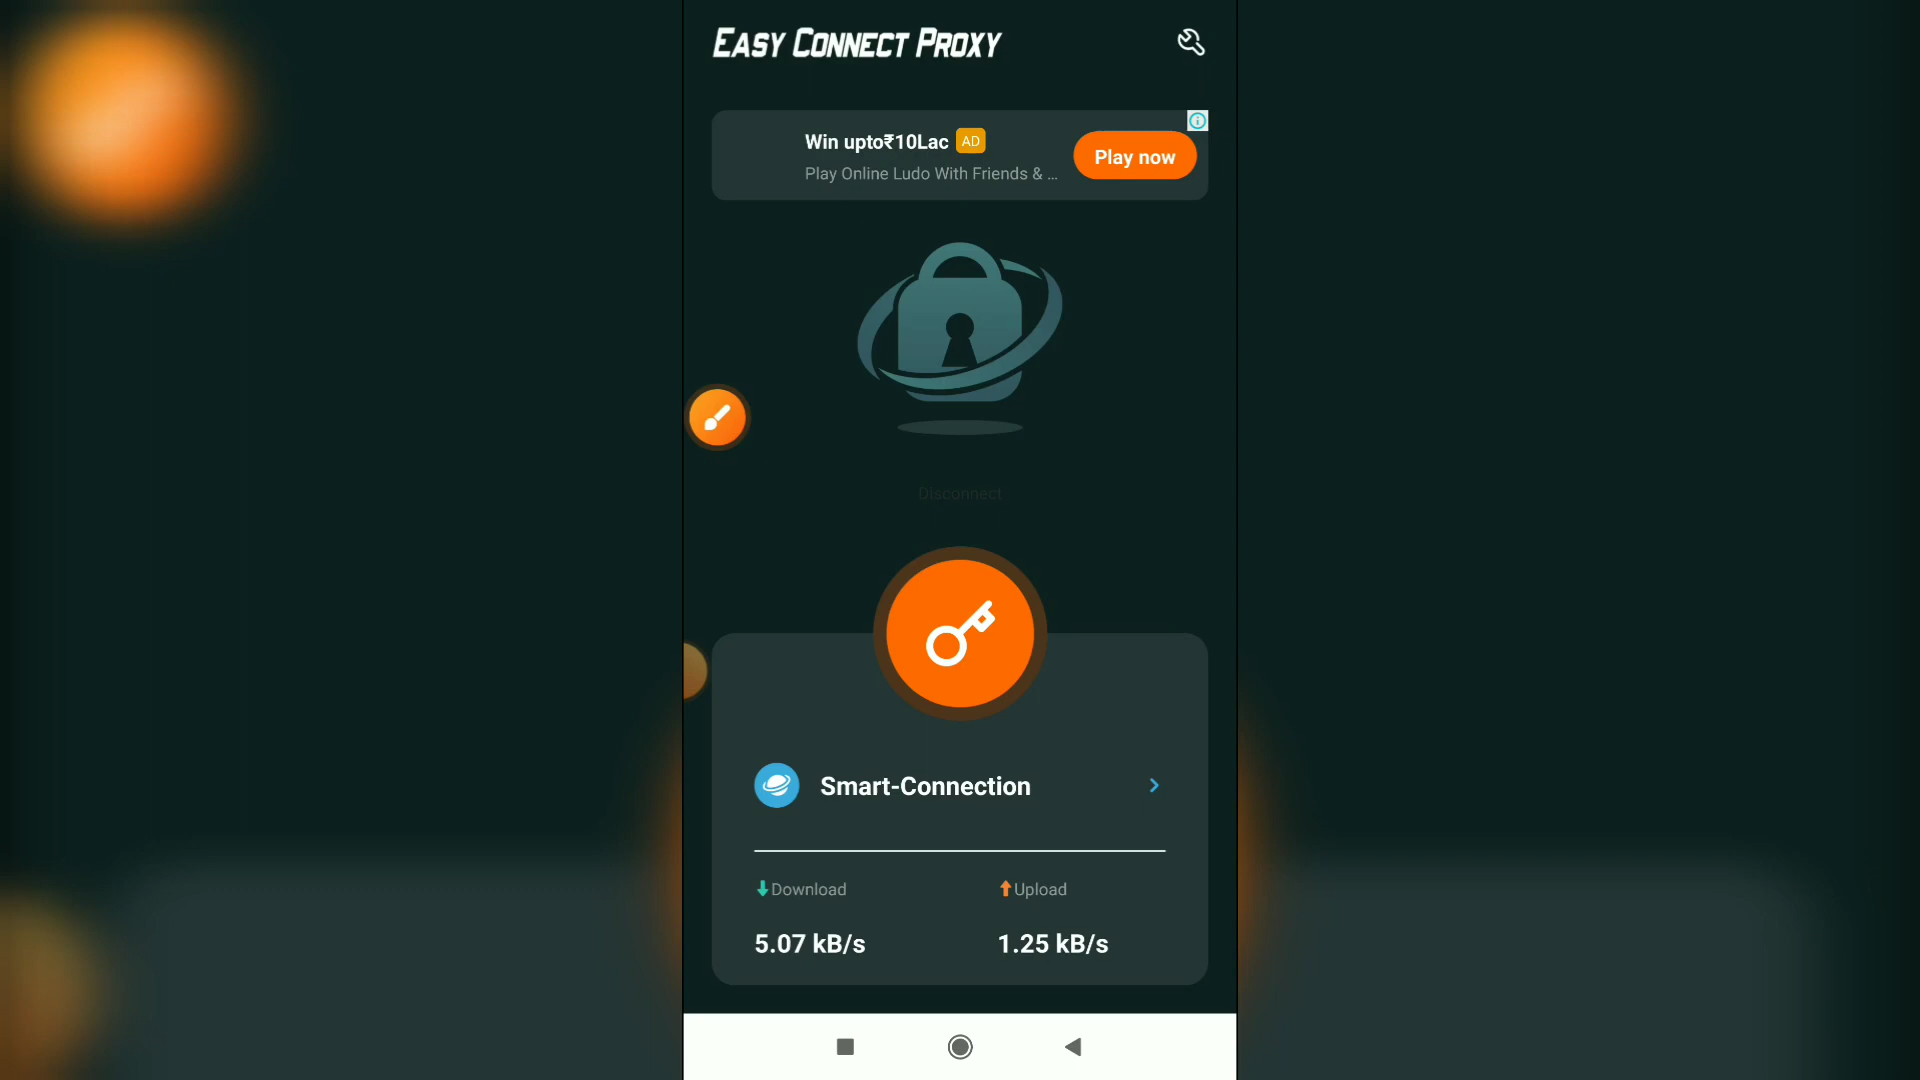 EASY CONNECT PROXY
Win upto₹10Lac AD
Play Online Ludo With Friends & ...
Play now
Disconnect
Smart-Connection
Download
Upload
5.07 kB/s
1.25 kB/s